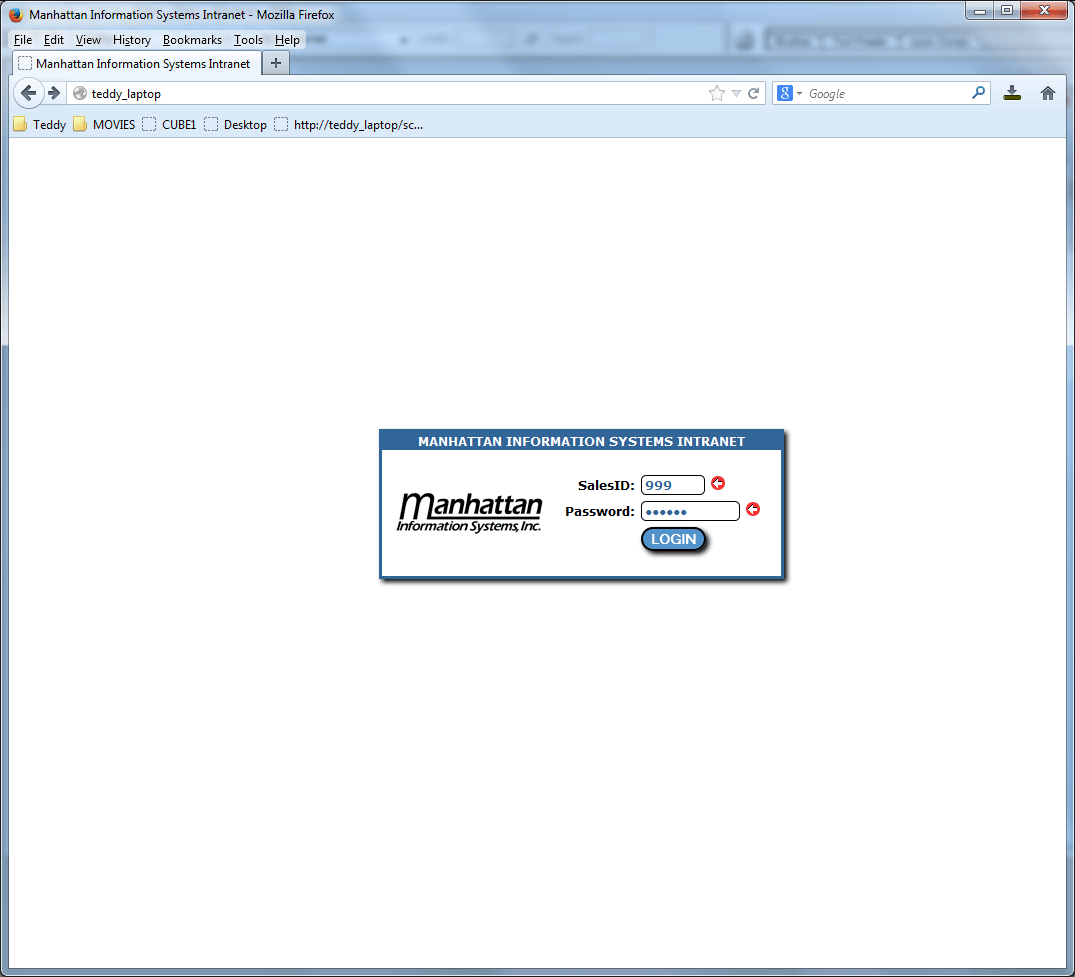 Manhattan Information Systems Intranet - Mozilla Firefox
File Edit View History Bookmarks Tools Help
Manhattan Information Systems Intranet +
teddy_laptop 8 Google
Teddy MOVIES CUBE1 Desktop http://teddy_laptop/sc...
MANHATTAN INFORMATION SYSTEMS INTRANET
SalesID: 999
Manhattan
Information Systems, Inc.
Password: ••••••
LOGIN